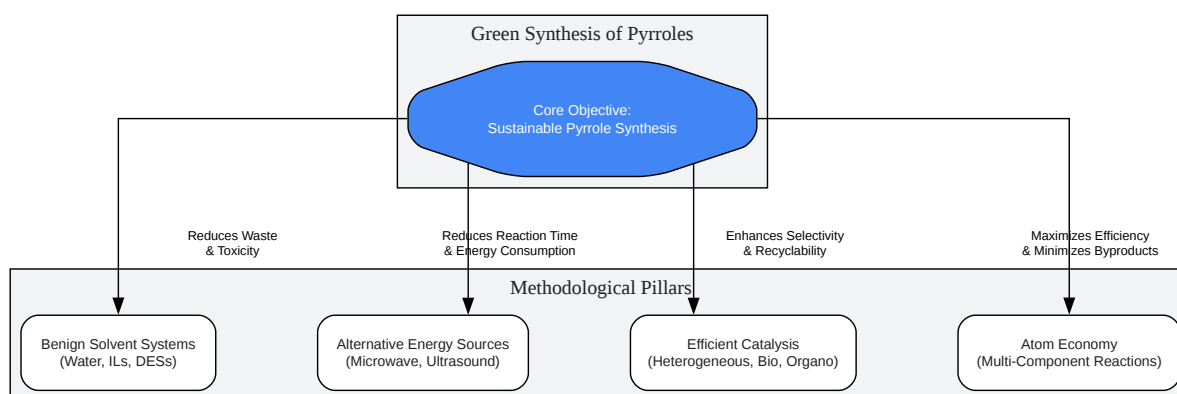 Green Synthesis of Pyrroles
Core Objective:
Sustainable Pyrrole Synthesis
Reduces Waste
& Toxicity
Reduces Reaction Time
& Energy Consumption
Enhances Selectivity
& Recyclability
Maximizes Efficiency
& Minimizes Byproducts
Methodological Pillars
Benign Solvent Systems
(Water, ILs, DESs)
Alternative Energy Sources
(Microwave, Ultrasound)
Efficient Catalysis
(Heterogeneous, Bio, Organo)
Atom Economy
(Multi-Component Reactions)